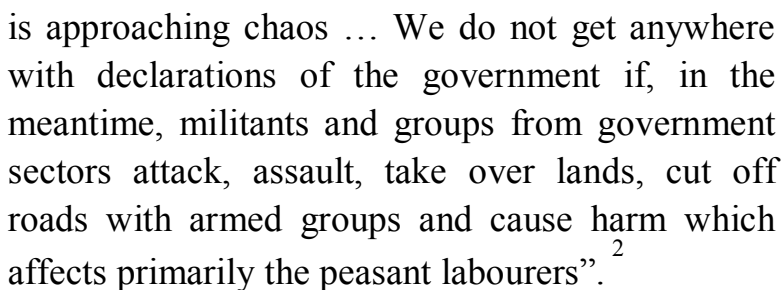 is approaching chaos … We do not get anywhere
with declarations of the government if, in the
meantime, militants and groups from government
sectors attack, assault, take over lands, cut off
roads with armed groups and cause harm which
affects primarily the peasant labourers”. 2